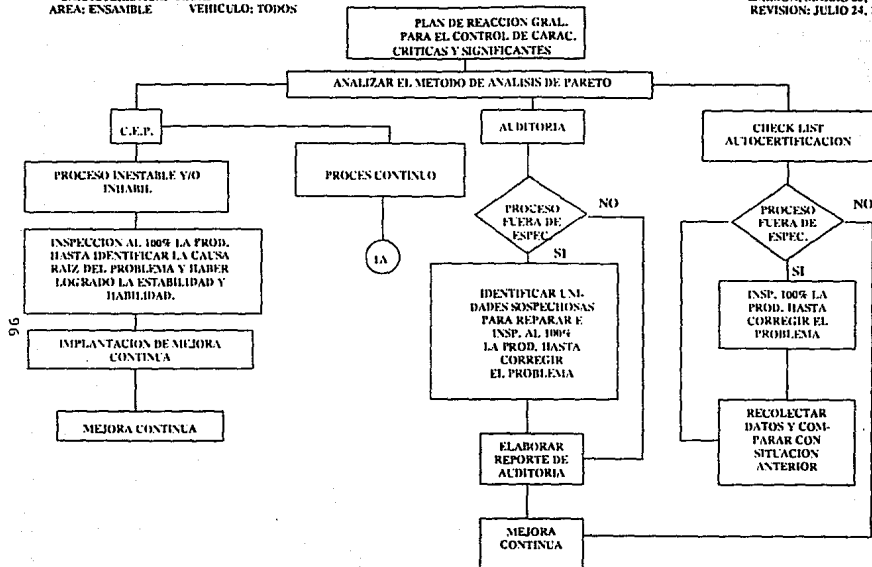 AREA: ENSAMBLE VEHICULO: TODOS
REVISION: JULIO 24,
PLAN DE REACCION GRAL.
PARA EL CONTROL DE CARAC.
CRITICAS Y SIGNIFICANTES
ANALIZAR EL METODO DE ANALISIS DE PARETO
C.E.P.
PROCESO INESTABLE Y/O
INHABIL.
INSPECCION AL 100% LA PROD.
HASTA IDENTIFICAR LA CAUSA
RAIZ DEL PROBLEMA Y HABER
LOGRADO LA ESTABILIDAD Y
HABILIDAD.
IMPLANTACION DE MEJORA
CONTINUA
MEJORA CONTINUA
PROCES CONTINUO
1A
AUDITORIA
PROCESO
FUERA DE
ESPEC.
NO
SI
IDENTIFICAR UNI-
DADES SOSPECHOSAS
PARA REPARAR E
INSP. AL 100%
LA PROD. HASTA
CORREGIR
EL PROBLEMA
ELABORAR
REPORTE DE
AUDITORIA
MEJORA
CONTINUA
CHECK LIST
AUTOCERTIFICACION
PROCESO
FUERA DE
ESPEC.
NO
SI
INSP. 100% LA
PROD. HASTA
CORREGIR EL
PROBLEMA
RECOLECTAR
DATOS Y COM-
PARAR CON
SITUACION
ANTERIOR
96